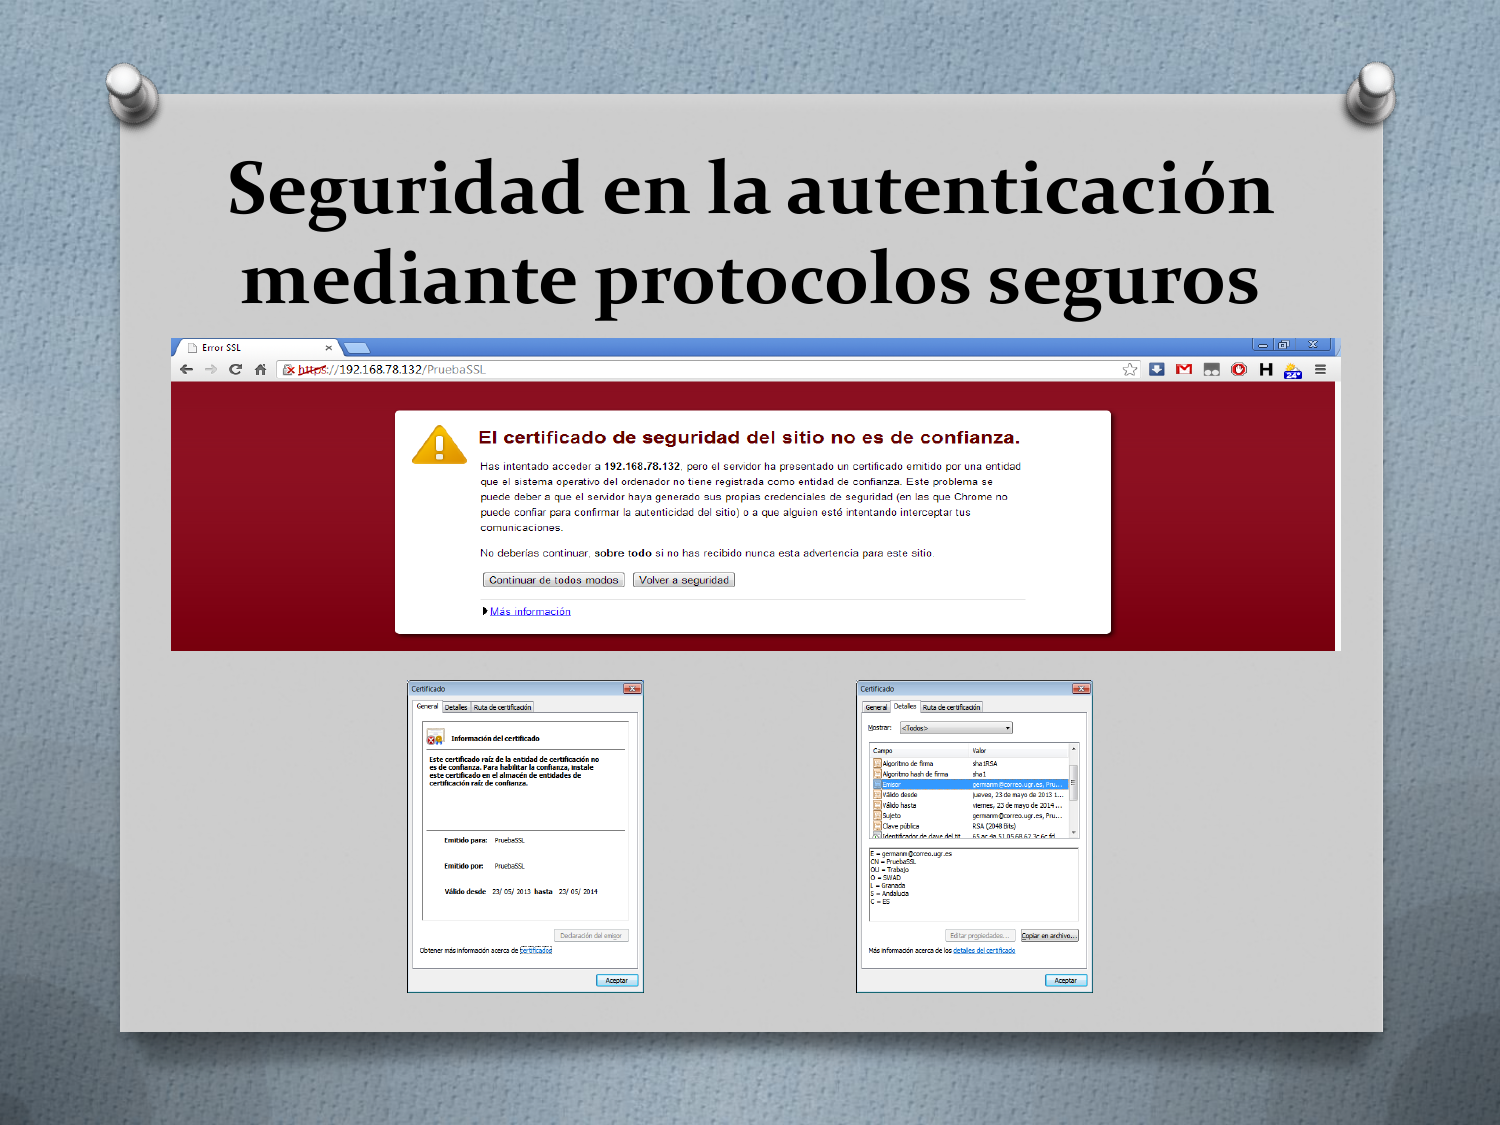 Seguridad en la autenticación
mediante protocolos seguros
Error SSL
https://192.168.78.132/PruebaSSL
24°
El certificado de seguridad del sitio no es de confianza.
Has intentado acceder a 192.168.78.132, pero el servidor ha presentado un certificado emitido por una entidad
que el sistema operativo del ordenador no tiene registrada como entidad de confianza. Este problema se
puede deber a que el servidor haya generado sus propias credenciales de seguridad (en las que Chrome no
puede confiar para confirmar la autenticidad del sitio) o a que alguien esté intentando interceptar tus
comunicaciones.
No deberías continuar, sobre todo si no has recibido nunca esta advertencia para este sitio.
Continuar de todos modos Volver a seguridad
Más información
Certificado
General Detalles Ruta de certificación
Información del certificado
Este certificado raíz de la entidad de certificación no
es de confianza. Para habilitar la confianza, instale
este certificado en el almacén de entidades de
certificación raíz de confianza.
Emitido para: PruebaSSL
Emitido por: PruebaSSL
Válido desde 23/ 05/ 2013 hasta 23/ 05/ 2014
Declaración del emisor
Obtener más información acerca de certificados
Aceptar
Certificado
General Detalles Ruta de certificación
Mostrar: <Todos>
Campo Valor
Algoritmo de firma sha1RSA
Algoritmo hash de firma sha1
Emisor germanm@correo.ugr.es, Pru...
Válido desde jueves, 23 de mayo de 2013 1...
Válido hasta viernes, 23 de mayo de 2014 ...
Sujeto germanm@correo.ugr.es, Pru...
Clave pública RSA (2048 Bits)
Identificador de clave del tit...
E = germanm@correo.ugr.es
CN = PruebaSSL
OU = Trabajo
O = SWAD
L = Granada
S = Andalucia
C = ES
Editar propiedades... Copiar en archivo...
Más información acerca de los detalles del certificado
Aceptar